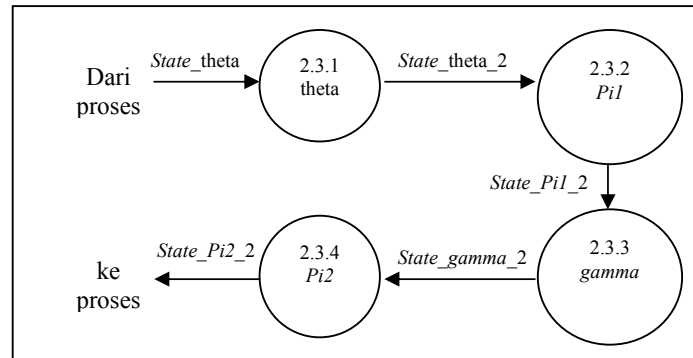 State_theta
Dari
proses
2.3.1
theta
State_theta_2
2.3.2
Pi1
State_Pi1_2
2.3.3
gamma
State_gamma_2
2.3.4
Pi2
State_Pi2_2
ke
proses